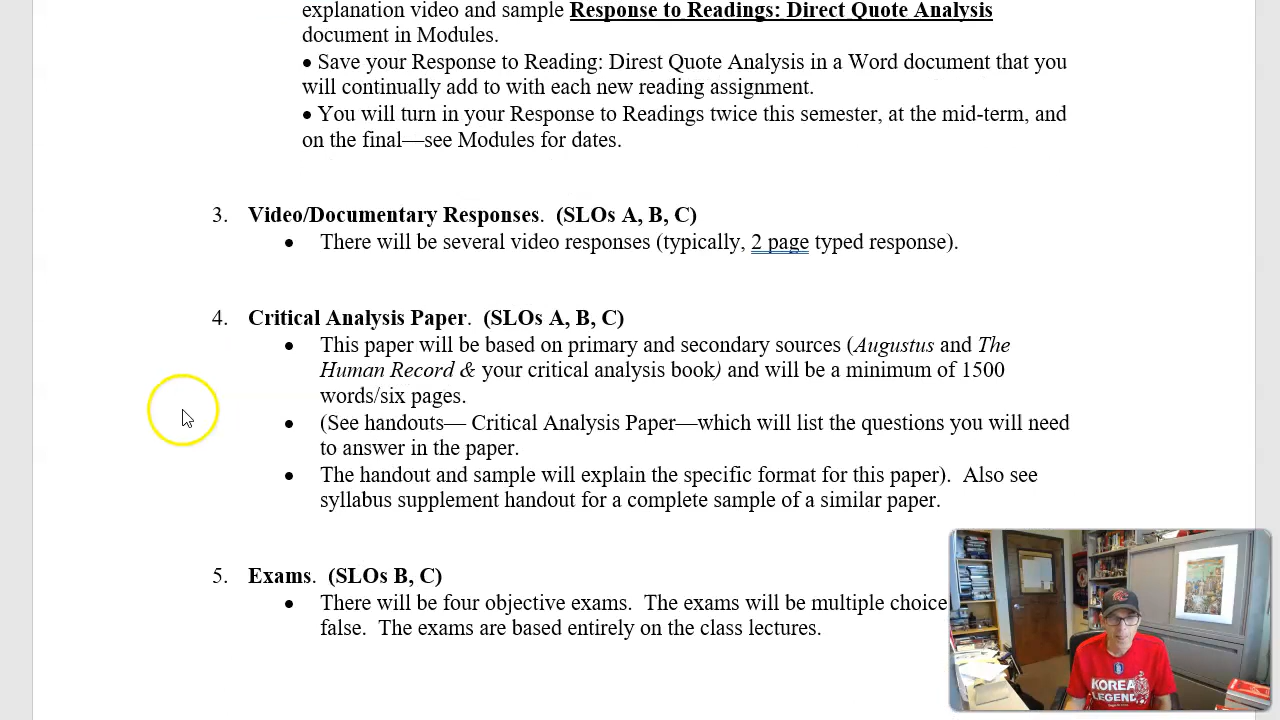 explanation video and sample Response to Readings: Direct Quote Analysis
document in Modules.
• Save your Response to Reading: Direst Quote Analysis in a Word document that you
will continually add to with each new reading assignment.
• You will turn in your Response to Readings twice this semester, at the mid-term, and
on the final—see Modules for dates.
3. Video/Documentary Responses. (SLOs A, B, C)
• There will be several video responses (typically, 2 page typed response).
4. Critical Analysis Paper. (SLOs A, B, C)
• This paper will be based on primary and secondary sources (Augustus and The
Human Record & your critical analysis book) and will be a minimum of 1500
words/six pages.
• (See handouts— Critical Analysis Paper—which will list the questions you will need
to answer in the paper.
• The handout and sample will explain the specific format for this paper). Also see
syllabus supplement handout for a complete sample of a similar paper.
5. Exams. (SLOs B, C)
• There will be four objective exams. The exams will be multiple choice
false. The exams are based entirely on the class lectures.
KOREA
LEGEND